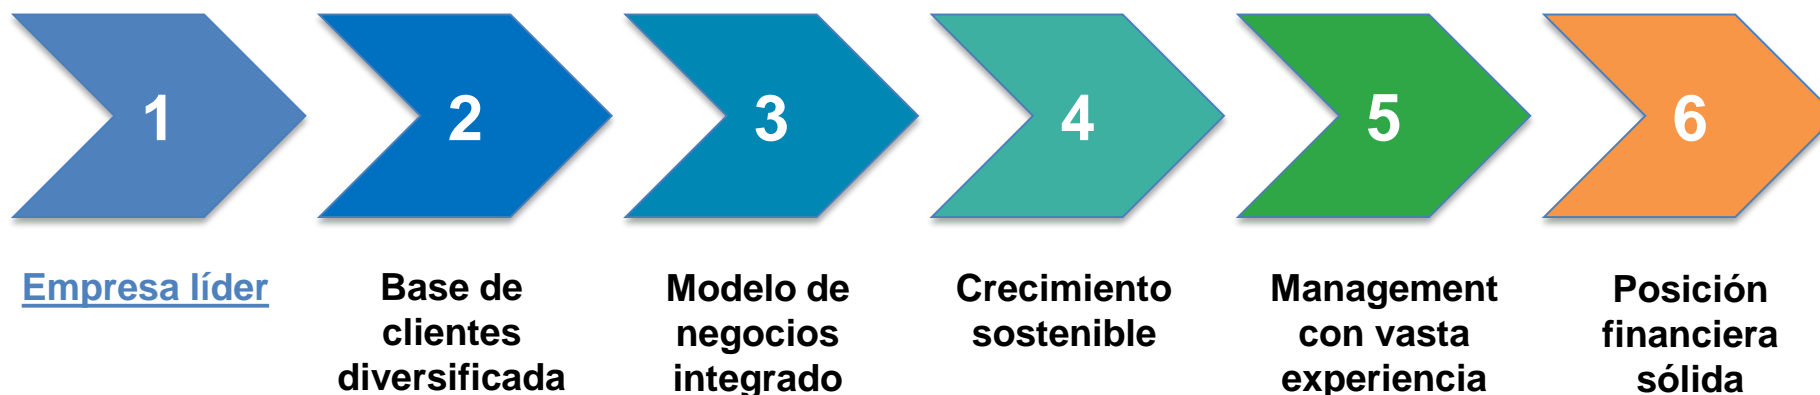 1
2
3
4
5
6
Empresa líder
Base de
clientes
diversificada
Modelo de
negocios
integrado
Crecimiento
sostenible
Management
con vasta
experiencia
Posición
financiera
sólida